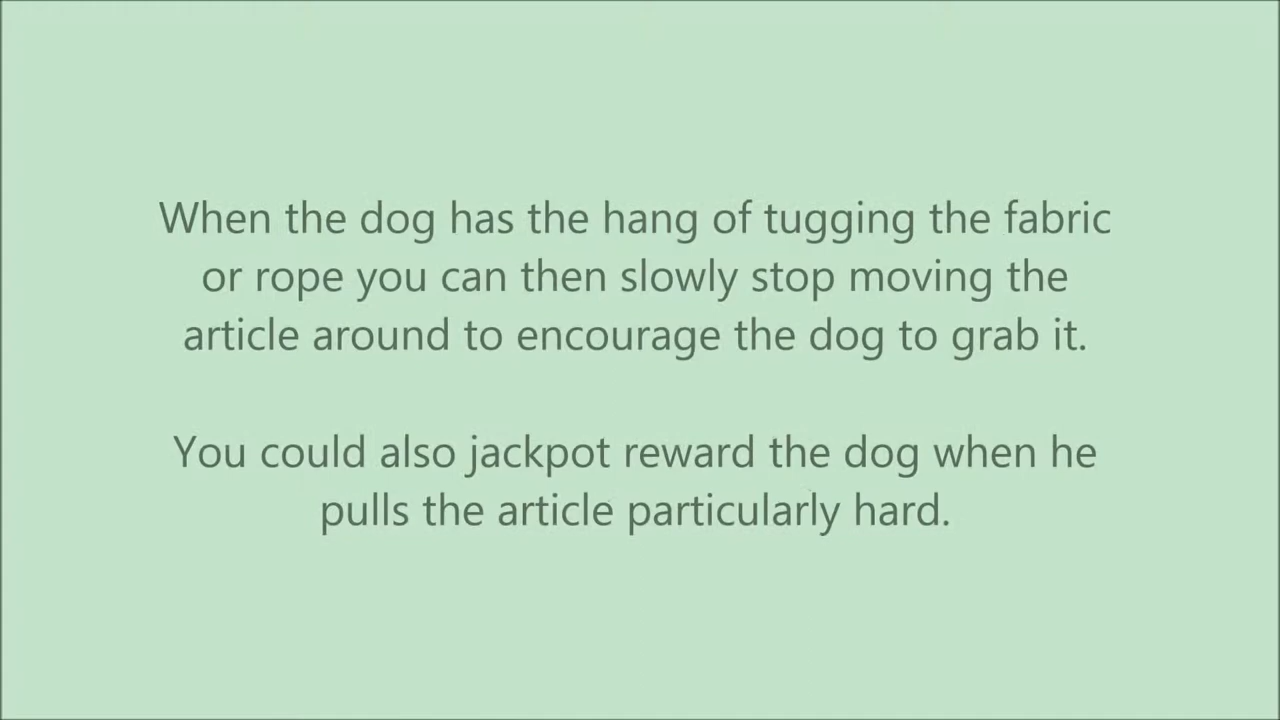 When the dog has the hang of tugging the fabric
or rope you can then slowly stop moving the
article around to encourage the dog to grab it.
You could also jackpot reward the dog when he
pulls the article particularly hard.